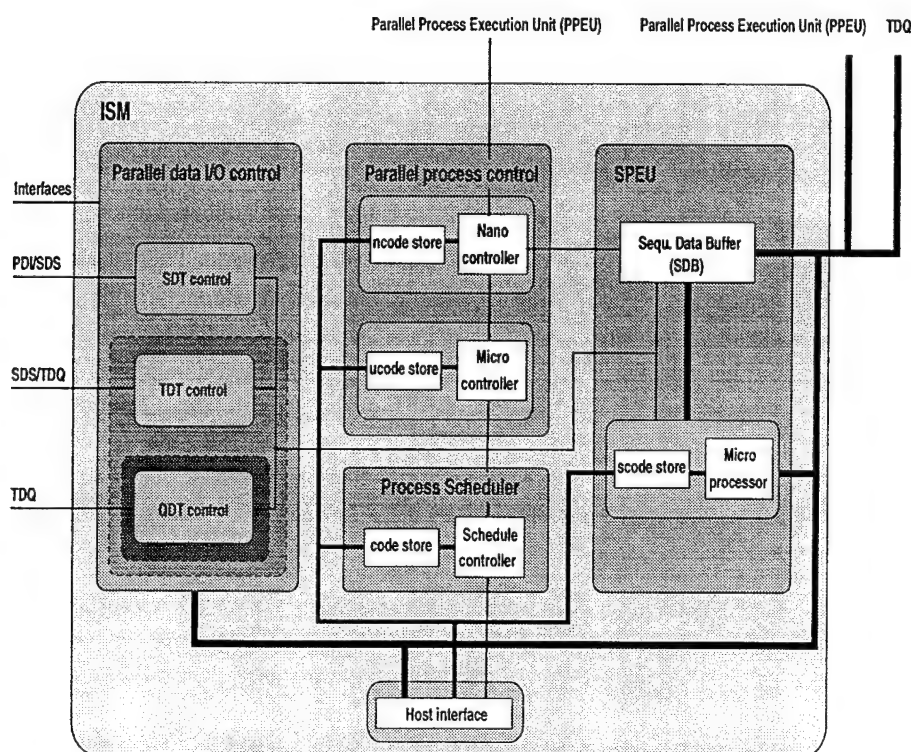 Parallel Process Execution Unit (PPEU)
Parallel Process Execution Unit (PPEU)
TDQ
ISM
Parallel data I/O control
Parallel process control
SPEU
Interfaces
ncode store
Nano
controller
Sequ. Data Buffer
(SDB)
PDI/SDS
SDT control
ucode store
Micro
controller
SDS/TDQ
TDT control
scode store
Micro
processor
Process Scheduler
TDQ
QDT control
code store
Schedule
controller
Host interface